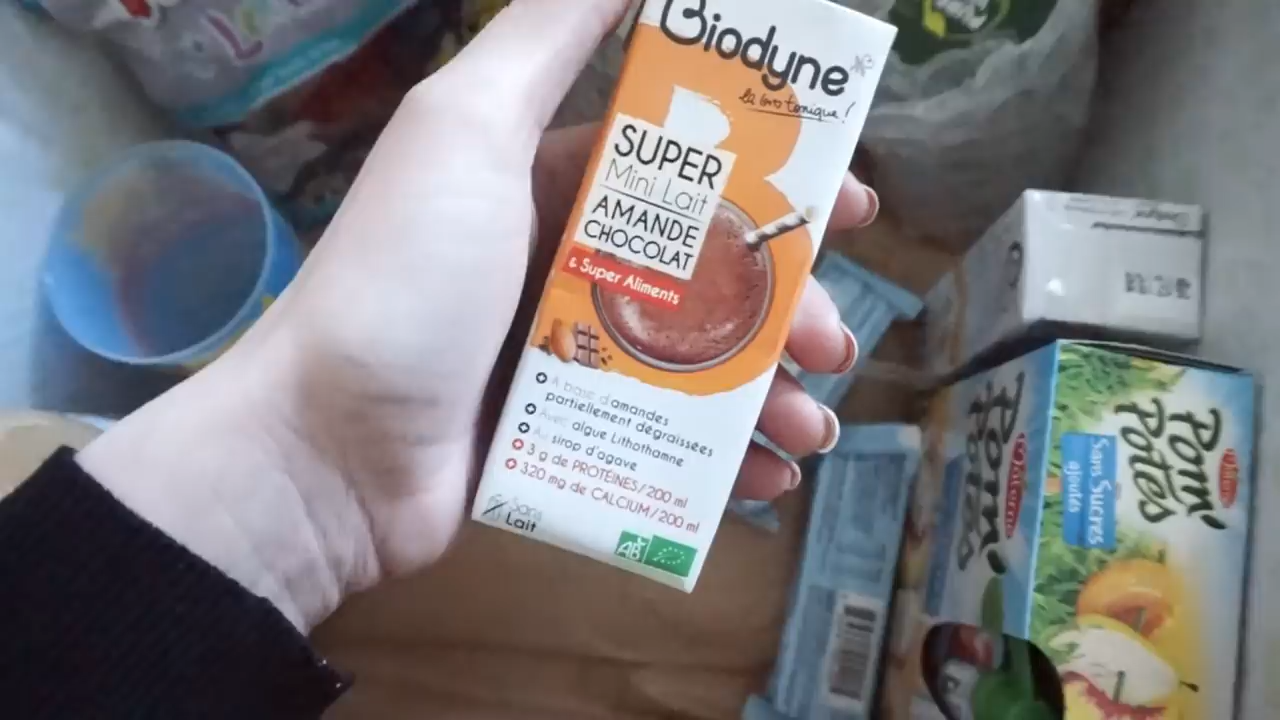 Biodyne
la bio tonique!
SUPER
Mini Lait
AMANDE
CHOCOLAT
& Super Aliments
A base d'amandes
partiellement dégraissées
Avec algue Lithothamne
Au sirop d'agave
3 g de PROTÉINES/200 ml
320 mg de CALCIUM/200 ml
Sans
Lait
AB
Materne
Pom'
Potes
Sans Sucres
ajoutés
Materne
Pom'
Potes